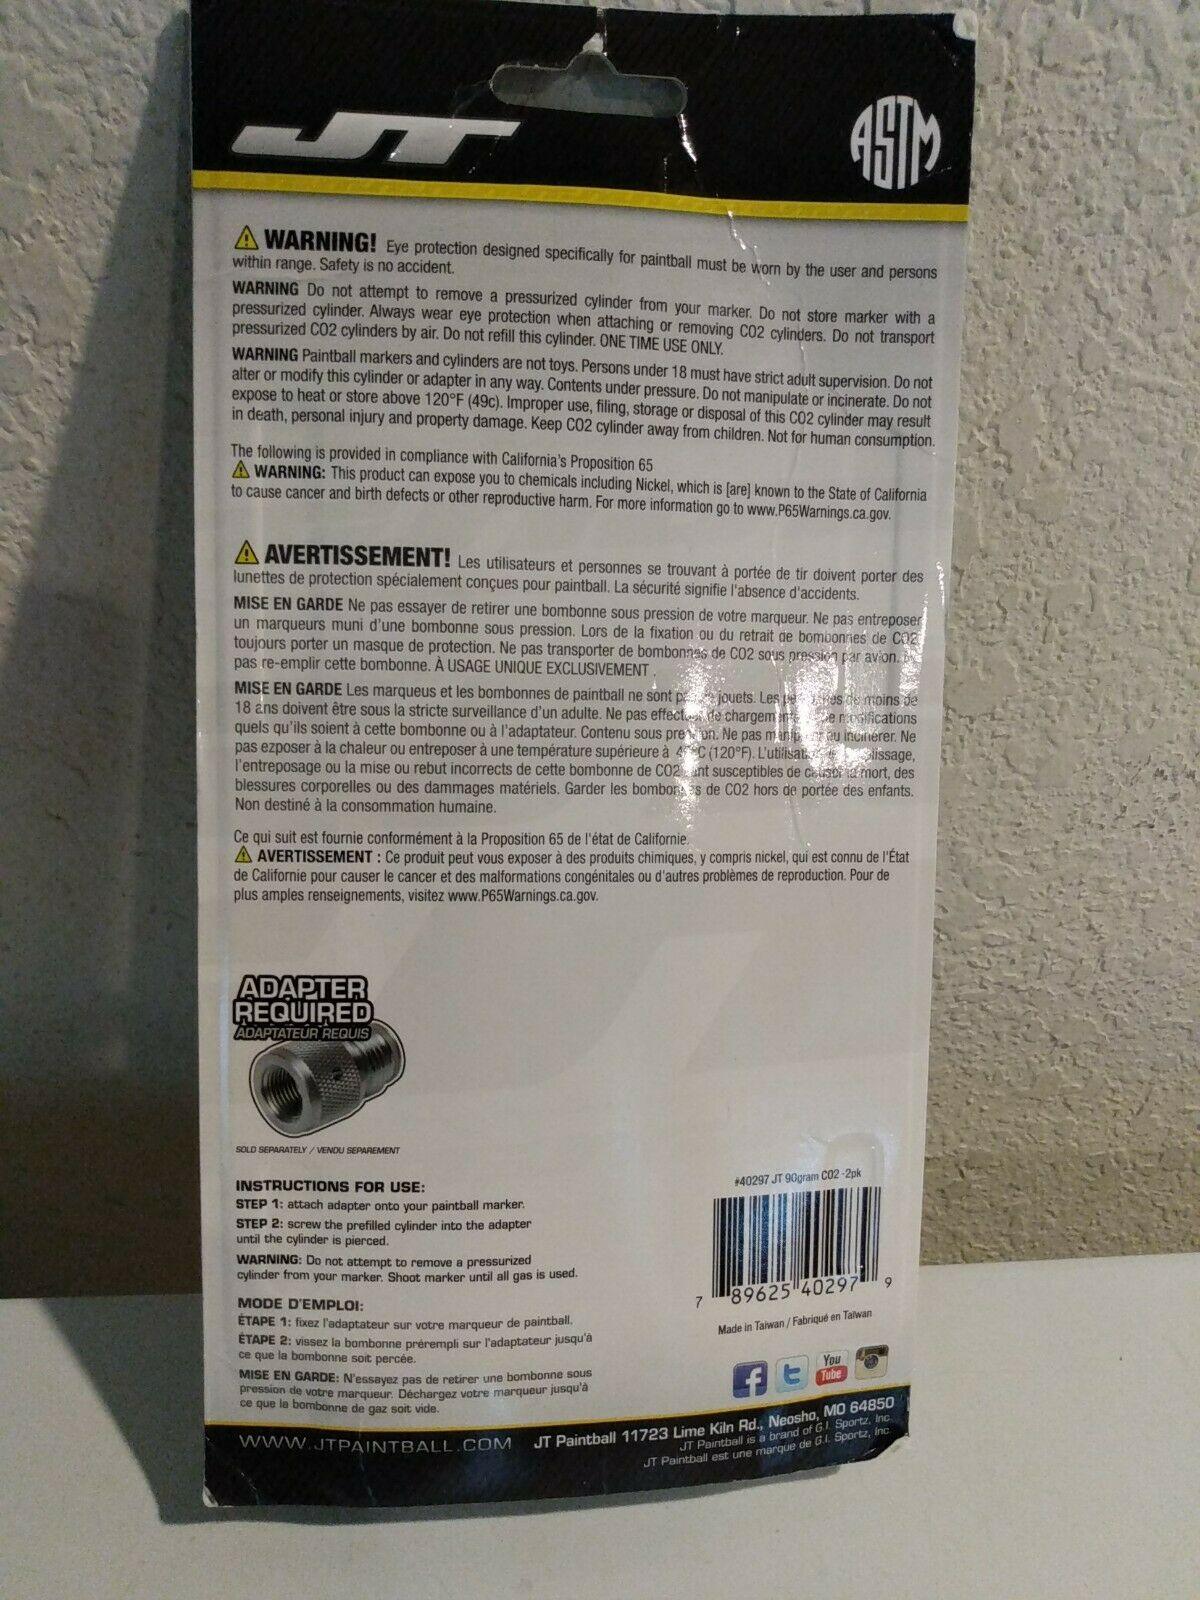 JT
ASTM
WARNING! Eye protection designed specifically for paintball must be worn by the user and persons
within range. Safety is no accident.
WARNING Do not attempt to remove a pressurized cylinder from your marker. Do not store marker with a
pressurized cylinder. Always wear eye protection when attaching or removing CO2 cylinders. Do not transport
pressurized CO2 cylinders by air. Do not refill this cylinder. ONE TIME USE ONLY.
WARNING Paintball markers and cylinders are not toys. Persons under 18 must have strict adult supervision. Do not
alter or modify this cylinder or adapter in any way. Contents under pressure. Do not manipulate or incinerate. Do not
expose to heat or store above 120°F (49c). Improper use, filing, storage or disposal of this CO2 cylinder may result
in death, personal injury and property damage. Keep CO2 cylinder away from children. Not for human consumption.
The following is provided in compliance with California's Proposition 65
WARNING: This product can expose you to chemicals including Nickel, which is [are] known to the State of California
to cause cancer and birth defects or other reproductive harm. For more information go to www.P65Warnings.ca.gov.
AVERTISSEMENT! Les utilisateurs et personnes se trouvant à portée de tir doivent porter des
lunettes de protection spécialement conçues pour paintball. La sécurité signifie l'absence d'accidents.
MISE EN GARDE Ne pas essayer de retirer une bombonne sous pression de votre marqueur. Ne pas entreposer
un marqueurs muni d'une bombonne sous pression. Lors de la fixation ou du retrait de bombonnes de CO2,
toujours porter un masque de protection. Ne pas transporter de bombonnes de CO2 sous pression par avion.
pas re-emplir cette bombonne. À USAGE UNIQUE EXCLUSIVEMENT.
MISE EN GARDE Les marqueus et les bombonnes de paintball ne sont jouets. Les de moins de
18 ans doivent être sous la stricte surveillance d'un adulte. Ne pas de modifications
quels qu'ils soient à cette bombonne ou à l'adaptateur. Contenu sous Ne pas ou incinérer. Ne
pas ezposer à la chaleur ou entreposer à une température supérieure à (120°F).
l'entreposage ou la mise ou rebut incorrects de cette bombonne de CO2 susceptibles de la mort, des
blessures corporelles ou des dammages matériels. Garder les de CO2 hors de portée des enfants.
Non destiné à la consommation humaine.
Ce qui suit est fournie conformément à la Proposition 65 de l'état de Californie.
AVERTISSEMENT : Ce produit peut vous exposer à des produits chimiques, y compris nickel, qui est connu de l'État
de Californie pour causer le cancer et des malformations congénitales ou d'autres problèmes de reproduction. Pour de
plus amples renseignements, visitez www.P65Warnings.ca.gov.
ADAPTER
REQUIRED
ADAPTATEUR REQUIS
SOLD SEPARATELY / VENDU SEPAREMENT
INSTRUCTIONS FOR USE:
STEP 1: attach adapter onto your paintball marker.
STEP 2: screw the prefilled cylinder into the adapter
until the cylinder is pierced.
WARNING: Do not attempt to remove a pressurized
cylinder from your marker. Shoot marker until all gas is used.
MODE D'EMPLOI:
ÉTAPE 1: fixez l'adaptateur sur votre marqueur de paintball.
ÉTAPE 2: vissez la bombonne prérempli sur l'adaptateur jusqu'à
ce que la bombonne soit percée.
MISE EN GARDE: N'essayez pas de retirer une bombonne sous
pression de votre marqueur. Déchargez votre marqueur jusqu'à
ce que la bombonne de gaz soit vide.
#40297 JT 90gram CO2 -2pk
7 89625 40297 9
Made in Taiwan / Fabriqué en Taiwan
f t You Tube
WWW.JTPAINTBALL.COM
JT Paintball 11723 Lime Kiln Rd., Neosho, MO 64850
JT Paintball is a brand of G.I. Sportz, Inc.
JT Paintball est une marque de G.I. Sportz, Inc.